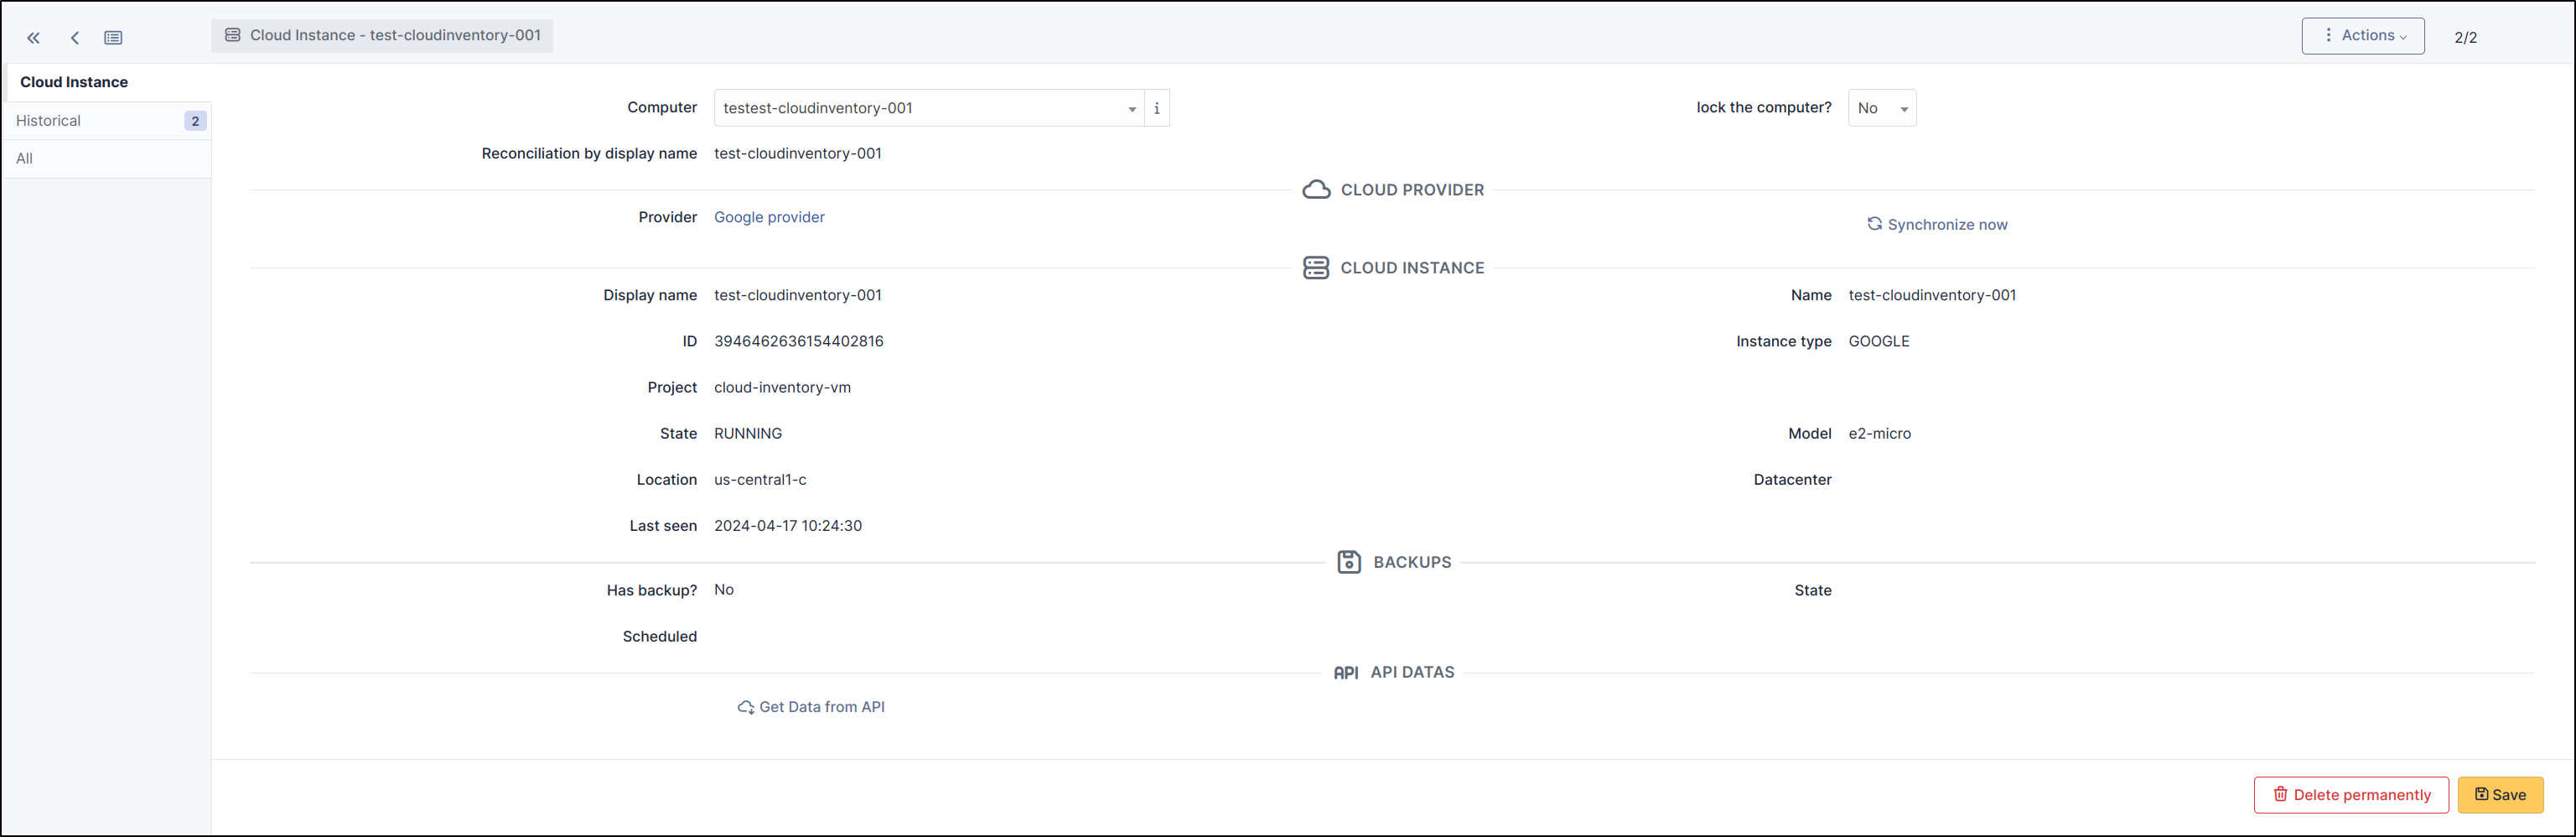 Cloud Instance - test-cloudinventory-001
Actions
2/2
Cloud Instance
Historical 2
All
Computer testest-cloudinventory-001 i
lock the computer? No
Reconciliation by display name test-cloudinventory-001
CLOUD PROVIDER
Provider Google provider
Synchronize now
CLOUD INSTANCE
Display name test-cloudinventory-001
Name test-cloudinventory-001
ID 3946462636154402816
Instance type GOOGLE
Project cloud-inventory-vm
State RUNNING
Model e2-micro
Location us-central1-c
Datacenter
Last seen 2024-04-17 10:24:30
BACKUPS
Has backup? No
State
Scheduled
API API DATAS
Get Data from API
Delete permanently
Save